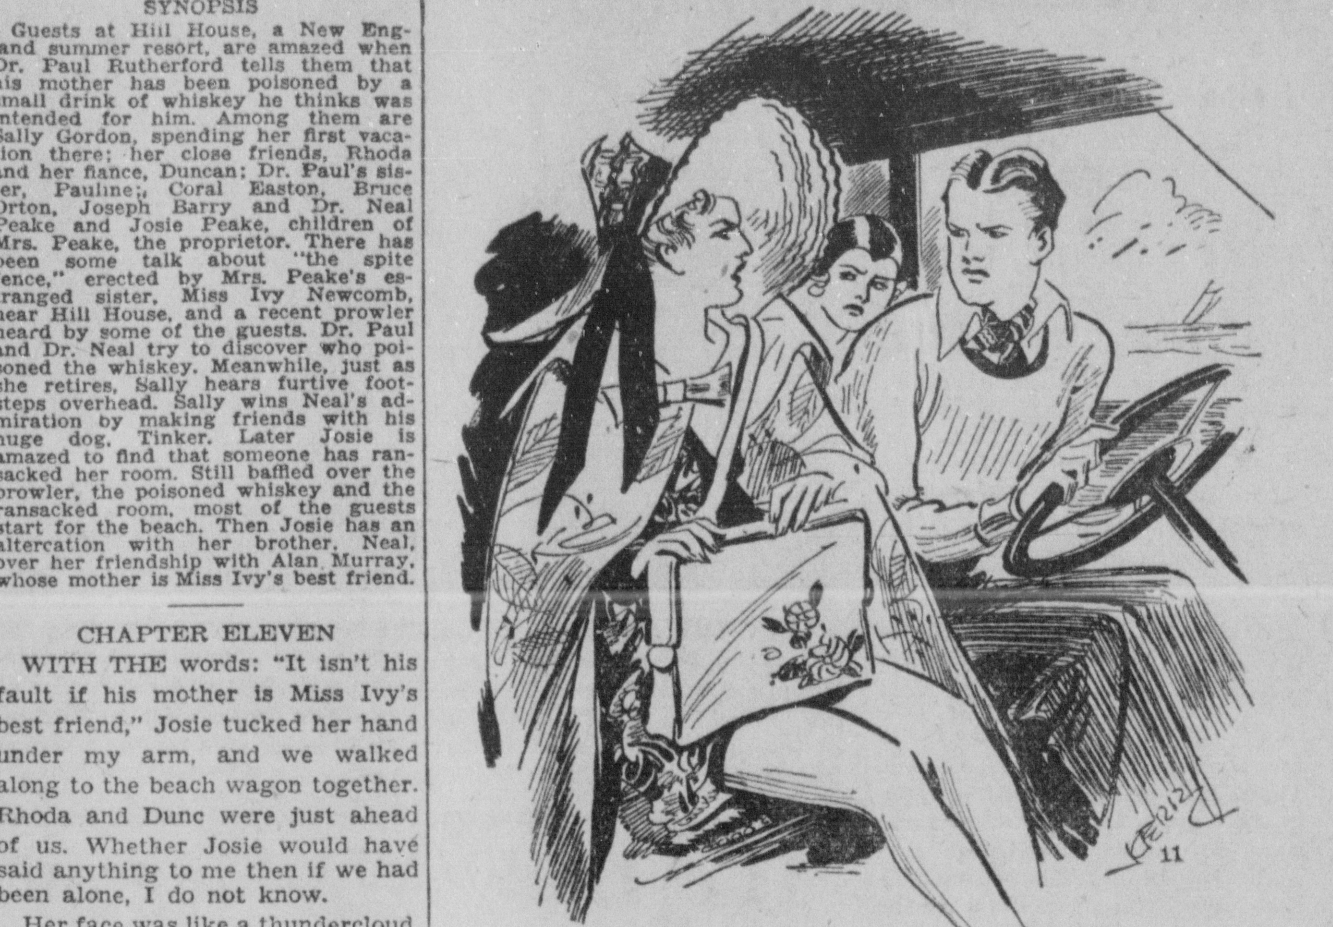 SYNOPSIS
Guests at Hill House, a New Eng-
and summer resort, are amazed when
Dr. Paul Rutherford tells them that
his mother has been poisoned by a
small drink of whiskey he thinks was
ntended for him. Among them are
Sally Gordon, spending her first vaca-
ion there; her close friends, Rhoda
and her fiance, Duncan; Dr. Paul's sis-
er, Pauline; Coral Easton, Bruce
Orton, Joseph Barry and Dr. Neal
Peake and Josie Peake, children of
Mrs. Peake, the proprietor. There has
been some talk about "the spite
ence," erected by Mrs. Peake's es-
ranged sister, Miss Ivy Newcomb,
near Hill House, and a recent prowler
heard by some of the guests. Dr. Paul
and Dr. Neal try to discover who poi-
soned the whiskey. Meanwhile, just as
she retires, Sally hears furtive foot-
steps overhead. Sally wins Neal's ad-
miration by making friends with his
huge dog, Tinker. Later Josie is
amazed to find that someone has ran-
sacked her room. Still baffled over the
prowler, the poisoned whiskey and the
ransacked room, most of the guests
start for the beach. Then Josie has an
altercation with her brother, Neal,
over her friendship with Alan Murray,
whose mother is Miss Ivy's best friend.
CHAPTER ELEVEN
WITH THE words: "It isn't his
fault if his mother is Miss Ivy's
best friend," Josie tucked her hand
under my arm, and we walked
along to the beach wagon together.
Rhoda and Dunc were just ahead
of us. Whether Josie would have
said anything to me then if we had
been alone, I do not know.
Her face was like a thundercloud
11